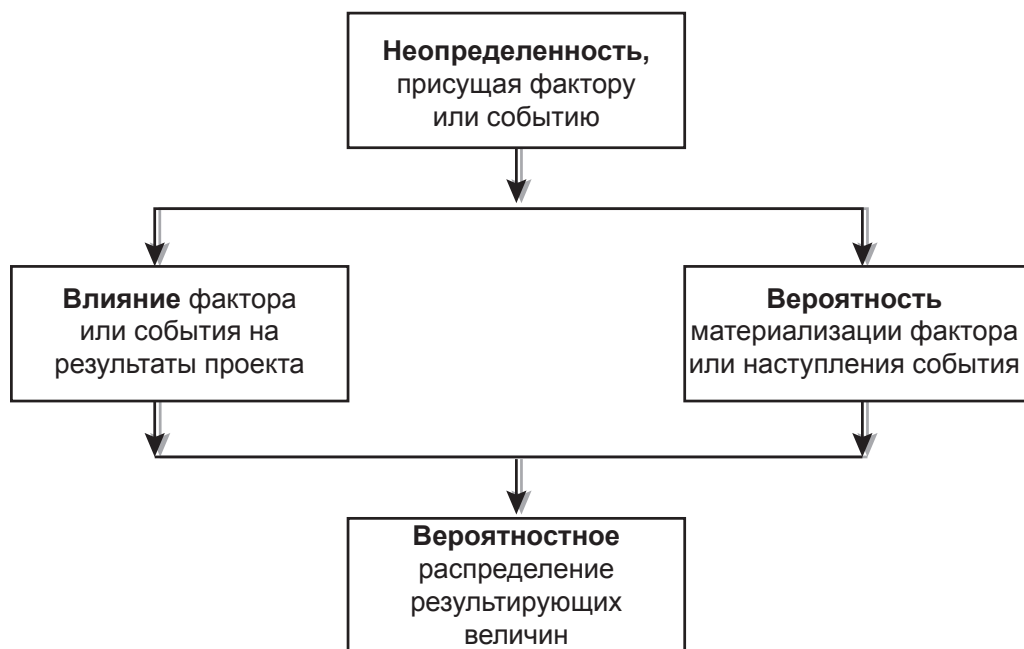 Неопределенность,
присущая фактору
или событию
Влияние фактора
или события на
результаты проекта
Вероятность
материализации фактора
или наступления события
Вероятностное
распределение
результирующих
величин